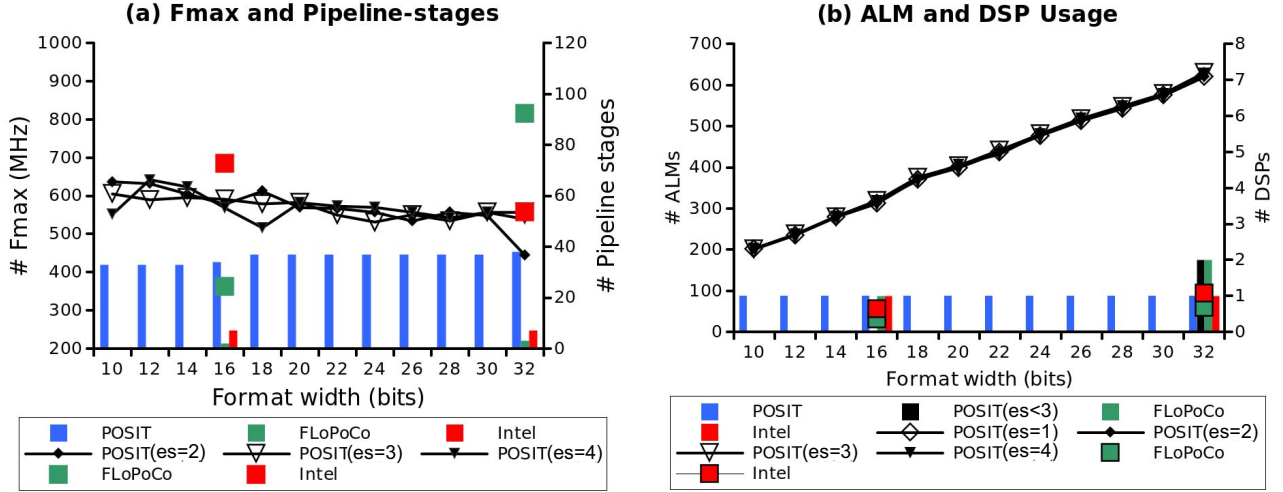 (a) Fmax and Pipeline-stages
# Fmax (MHz)
1000
900
800
700
600
500
400
300
200
120
100
80
60
40
20
0
# Pipeline stages
10 12 14 16 18 20 22 24 26 28 30 32
Format width (bits)
POSIT FLoPoCo Intel
POSIT(es=2) POSIT(es=3) POSIT(es=4)
FLoPoCo Intel
(b) ALM and DSP Usage
# ALMs
700
600
500
400
300
200
100
0
8
7
6
5
4
3
2
1
0
# DSPs
10 12 14 16 18 20 22 24 26 28 30 32
Format width (bits)
POSIT POSIT(es<3) FLoPoCo
Intel POSIT(es=1) POSIT(es=2)
POSIT(es=3) POSIT(es=4) FLoPoCo
Intel